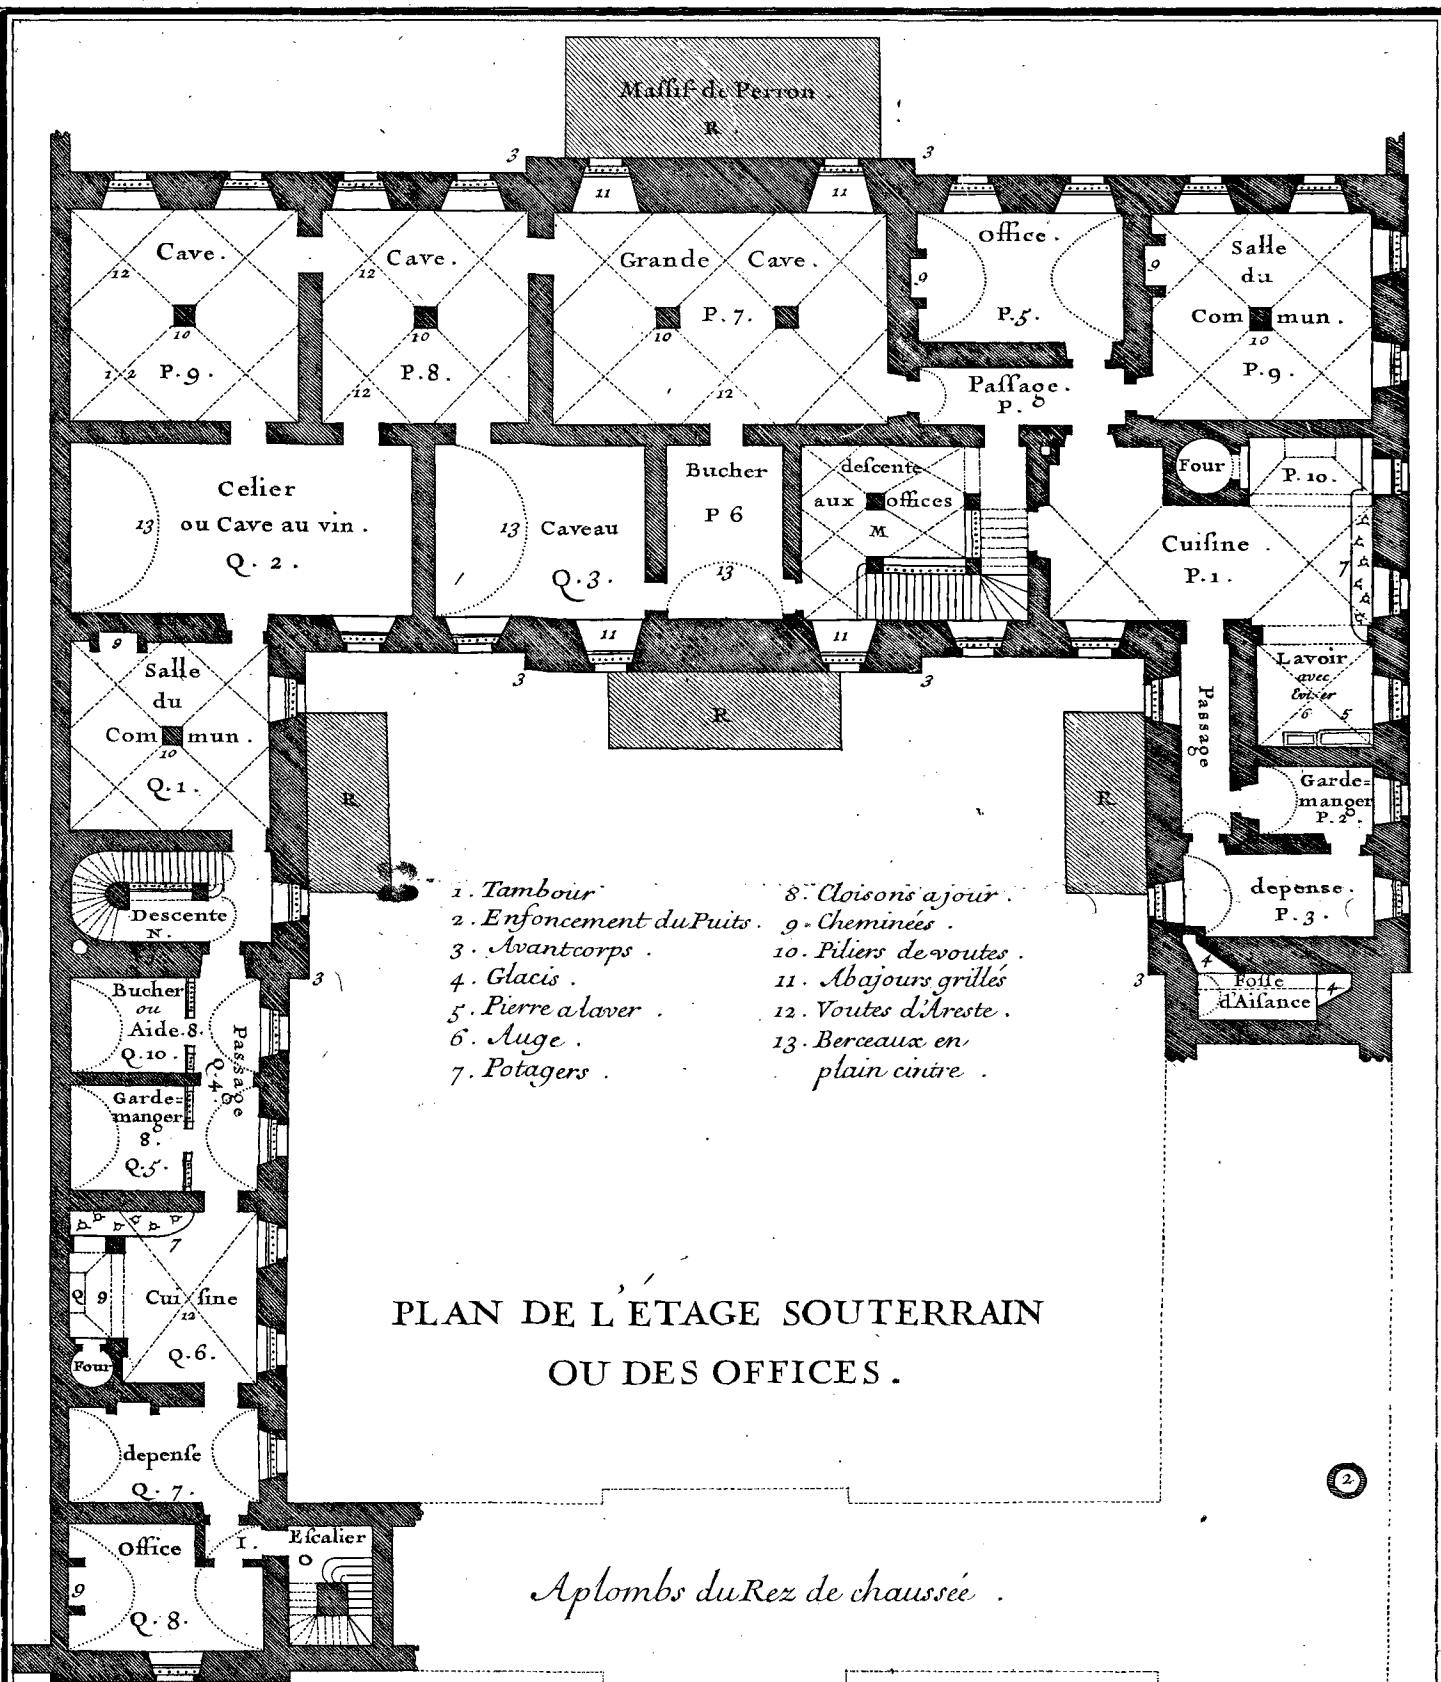 Maſſif de Perron .
R .
3
3
11
11
Cave .
12
10
12
P. 9 .
Cave .
12
10
P. 8 .
12
Grande Cave .
P. 7 .
10
12
Office .
9
P. 5 .
Salle
du
Com mun .
9
10
P. 9 .
Paſſage .
P. 8
Celier
ou Cave au vin .
13
Q. 2 .
13
Caveau
Q. 3 .
Bucher
P 6
13
deſcente
aux offices
M
Four
P. 10 .
Cuiſine .
P. 1 .
7
11
11
3
3
R
9
Salle
du
Com mun .
10
Q. 1 .
Lavoir
avec
Evier
6 5
Passage
Garde=
manger
P. 2 .
R
R
Descente
N .
depense .
P. 3 .
4
Foſſe
d'Aiſance
4
3
3
1 . Tambour
2 . Enfoncement du Puits .
3 . Avantcorps .
4 . Glacis .
5 . Pierre a laver .
6 . Auge .
7 . Potagers .
8 . Cloisons a jour .
9 . Cheminées .
10 . Piliers de voutes .
11 . Abajours grillés
12 . Voutes d'Areste .
13 . Berceaux en
plain cintre .
Bucher
ou
Aide . 8 .
Q. 10 .
Passage
Q. 4 .
Garde=
manger
8 .
Q. 5 .
7
Q 9
Cui ſine
12
Q. 6 .
Four
PLAN DE L'ÉTAGE SOUTERRAIN
OU DES OFFICES .
depenſe
Q. 7 .
2
Office
I .
Eſcalier
O
9
Q. 8 .
Aplombs du Rez de chaussée .